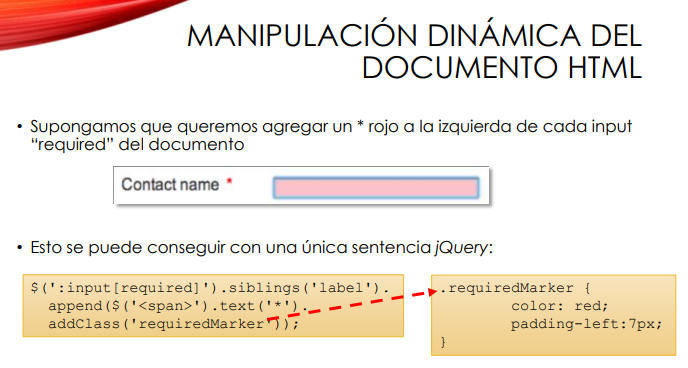 MANIPULACIÓN DINÁMICA DEL
DOCUMENTO HTML
• Supongamos que queremos agregar un * rojo a la izquierda de cada input
“required” del documento
Contact name *
• Esto se puede conseguir con una única sentencia jQuery:
$(':input[required]').siblings('label').
append($('<span>').text('*').
addClass('requiredMarker'));
.requiredMarker {
color: red;
padding-left:7px;
}